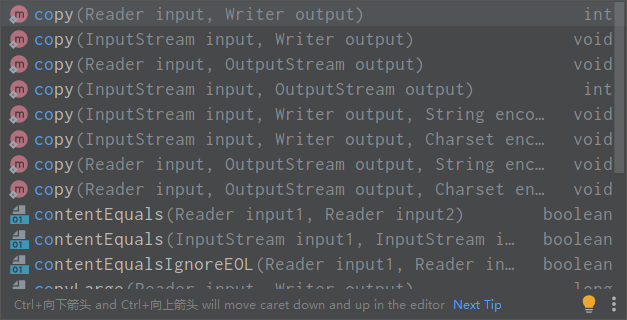 copy(Reader input, Writer output) int
copy(InputStream input, Writer output) void
copy(Reader input, OutputStream output) void
copy(InputStream input, OutputStream output) int
copy(InputStream input, Writer output, String enco… void
copy(InputStream input, Writer output, Charset enc… void
copy(Reader input, OutputStream output, String enc… void
copy(Reader input, OutputStream output, Charset en… void
contentEquals(Reader input1, Reader input2) boolean
contentEquals(InputStream input1, InputStream i… boolean
contentEqualsIgnoreEOL(Reader input1, Reader in… boolean
copyLarge(Reader input, Writer output) long
Ctrl+向下箭头 and Ctrl+向上箭头 will move caret down and up in the editor Next Tip